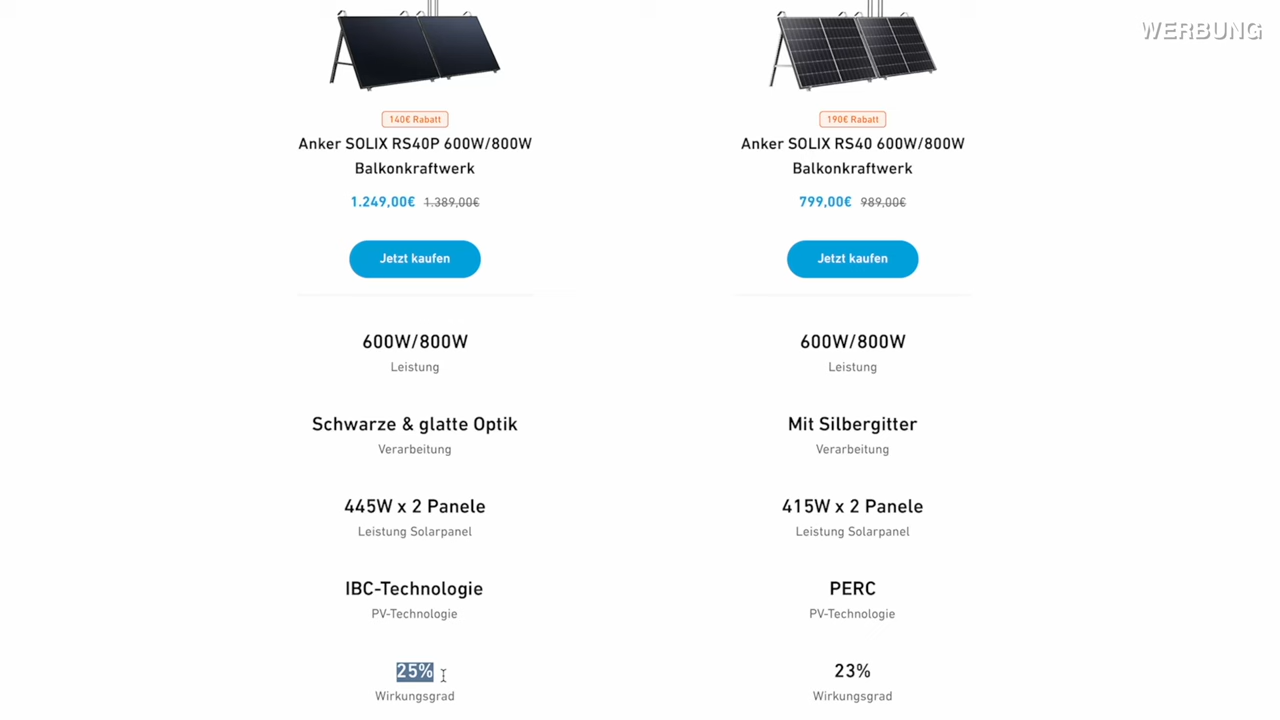 WERBUNG
140€ Rabatt
Anker SOLIX RS40P 600W/800W
Balkonkraftwerk
1.249,00€ 1.389,00€
Jetzt kaufen
600W/800W
Leistung
Schwarze & glatte Optik
Verarbeitung
445W x 2 Panele
Leistung Solarpanel
IBC-Technologie
PV-Technologie
25%
Wirkungsgrad
190€ Rabatt
Anker SOLIX RS40 600W/800W
Balkonkraftwerk
799,00€ 989,00€
Jetzt kaufen
600W/800W
Leistung
Mit Silbergitter
Verarbeitung
415W x 2 Panele
Leistung Solarpanel
PERC
PV-Technologie
23%
Wirkungsgrad